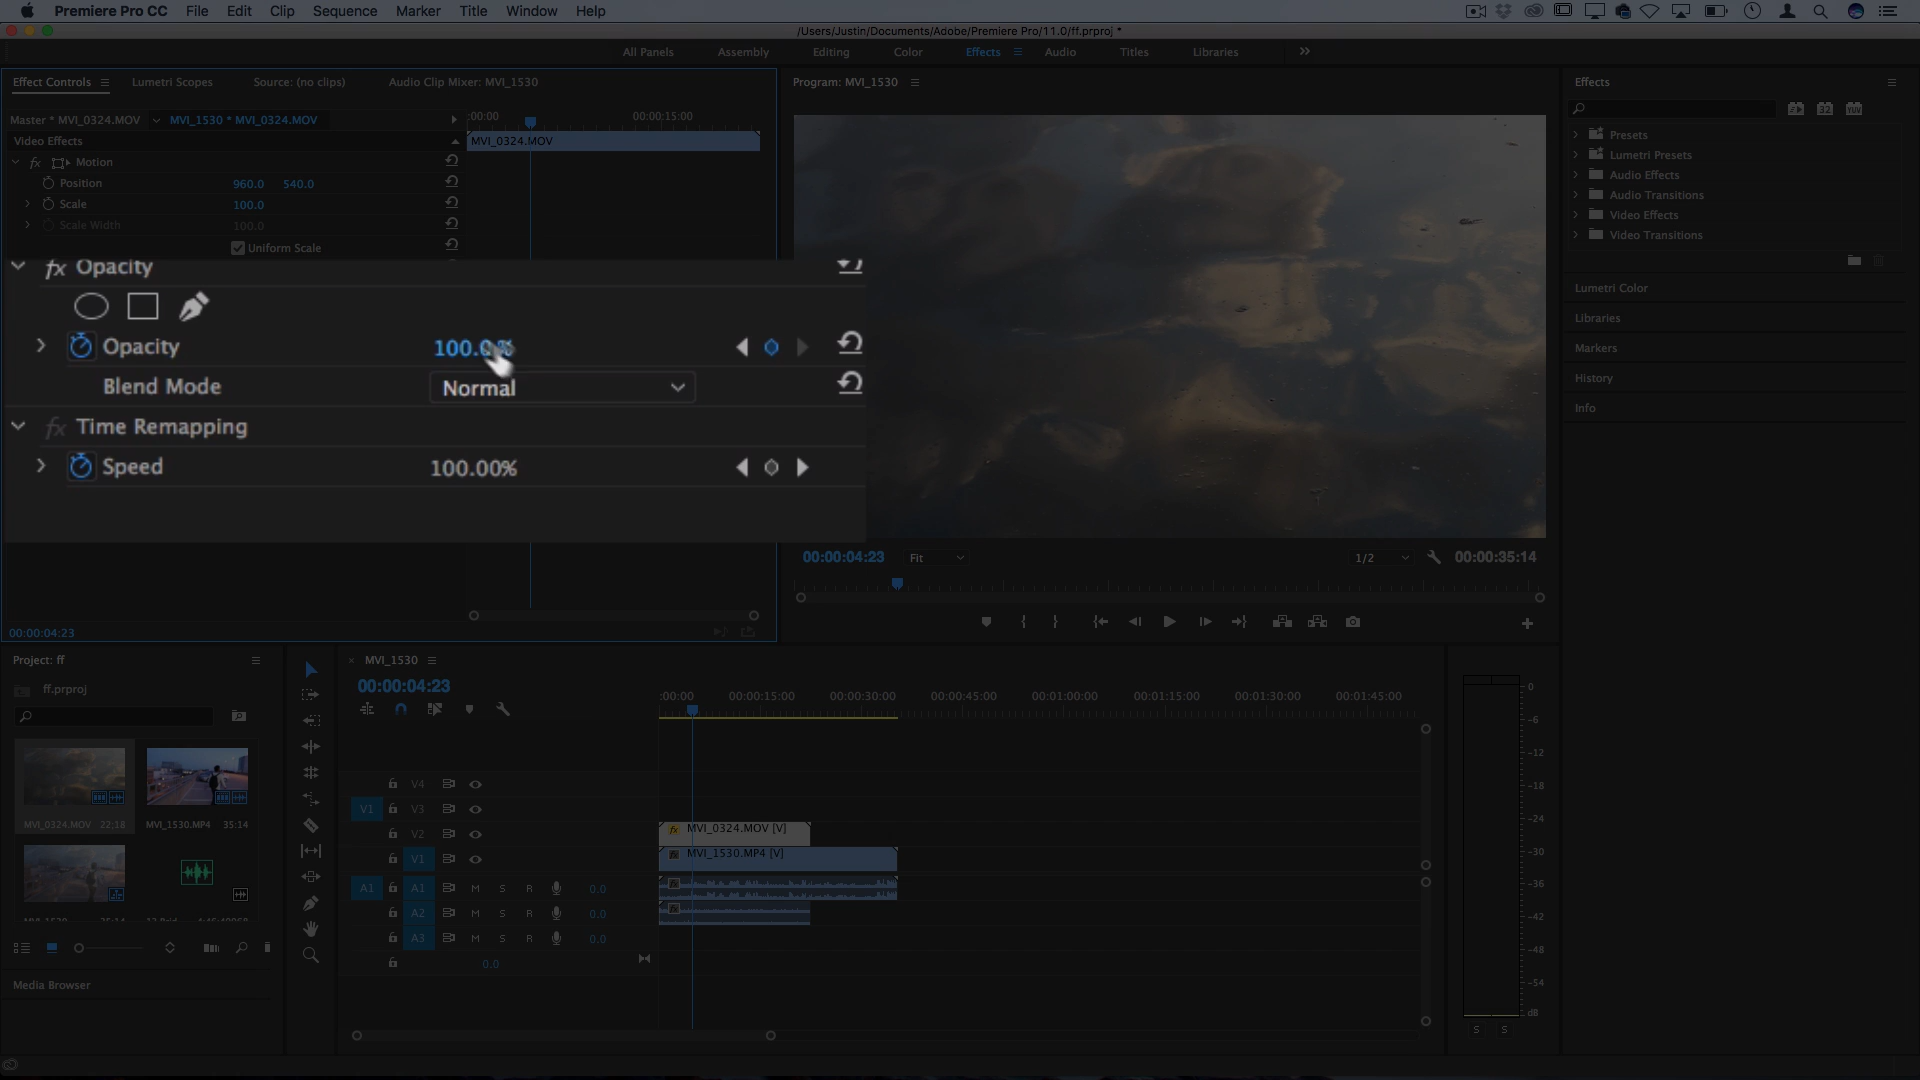 Premiere Pro CC File Edit Clip Sequence Marker Title Window Help
/Users/Justin/Documents/Adobe/Premiere Pro/11.0/ff.prproj *
All Panels Assembly Editing Color Effects Audio Titles Libraries
Effect Controls Lumetri Scopes Source: (no clips) Audio Clip Mixer: MVI_1530
Master * MVI_0324.MOV MVI_1530 * MVI_0324.MOV
:00:00 00:00:15:00
Video Effects
MVI_0324.MOV
fx Motion
Position 960.0 540.0
Scale 100.0
Scale Width 100.0
Uniform Scale
fx Opacity
Opacity 100.0%
Blend Mode Normal
fx Time Remapping
Speed 100.00%
00:00:04:23
Program: MVI_1530
00:00:04:23 Fit 1/2 00:00:35:14
Effects
32 YUV
Presets
Lumetri Presets
Audio Effects
Audio Transitions
Video Effects
Video Transitions
Lumetri Color
Libraries
Markers
History
Info
Project: ff
ff.prproj
MVI_0324.MOV 22:18
MVI_1530.MP4 35:14
Media Browser
MVI_1530
00:00:04:23
:00:00 00:00:15:00 00:00:30:00 00:00:45:00 00:01:00:00 00:01:15:00 00:01:30:00 00:01:45:00
V4
V1 V3
V2 fx MVI_0324.MOV [V]
V1 MVI_1530.MP4 [V]
A1 A1 M S R 0.0
A2 M S R 0.0
A3 M S R 0.0
0.0
0
-6
-12
-18
-24
-30
-36
-42
-48
-54
dB
S S